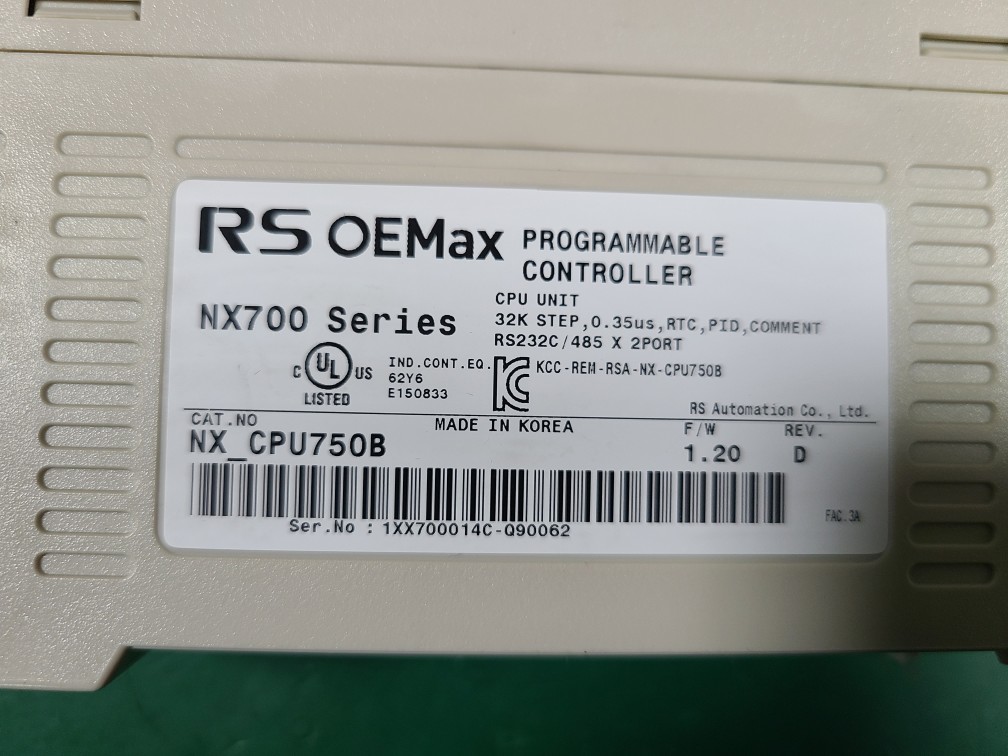 RS OEMax PROGRAMMABLE
CONTROLLER
NX700 Series
CPU UNIT
32K STEP,0.35us,RTC,PID,COMMENT
RS232C/485 X 2PORT
C UL US
LISTED
IND.CONT.EQ.
62Y6
E150833
KCC-REM-RSA-NX-CPU750B
RS Automation Co., Ltd.
CAT.NO
NX_CPU750B
MADE IN KOREA
F/W
1.20
REV.
D
Ser.No : 1XX700014C-Q90062
FAC.3A